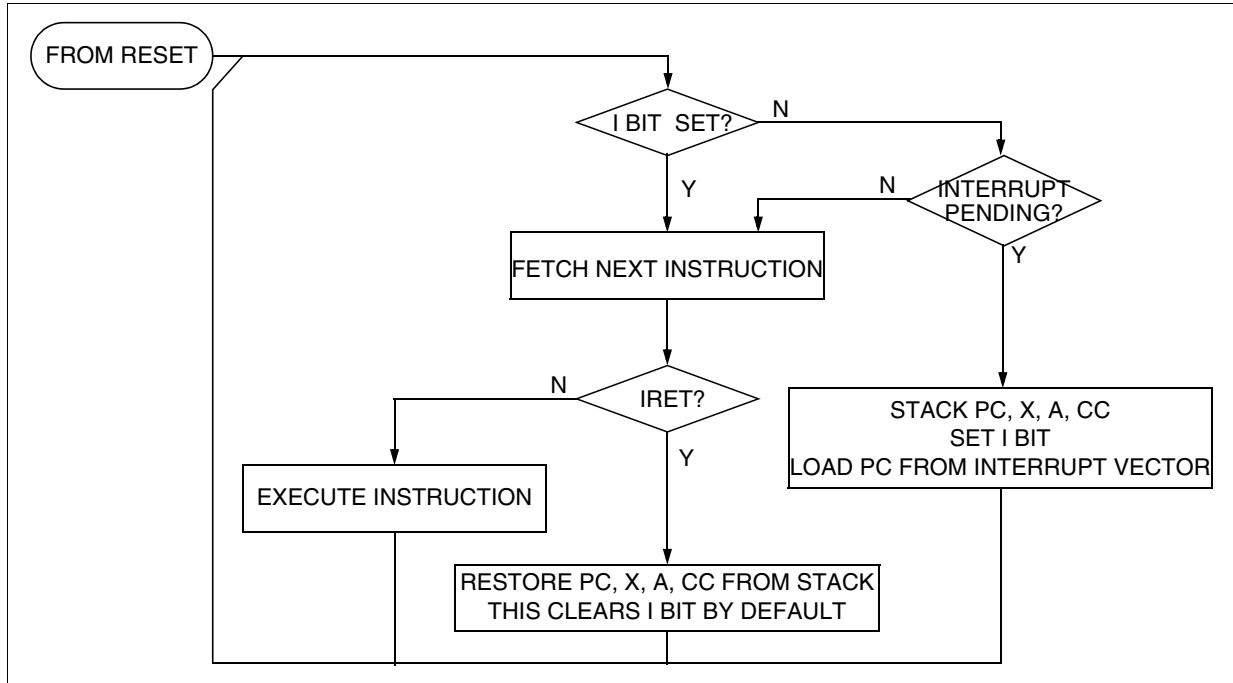 FROM RESET
I BIT SET?
N
Y
INTERRUPT
PENDING?
N
Y
FETCH NEXT INSTRUCTION
IRET?
N
Y
STACK PC, X, A, CC
SET I BIT
LOAD PC FROM INTERRUPT VECTOR
EXECUTE INSTRUCTION
RESTORE PC, X, A, CC FROM STACK
THIS CLEARS I BIT BY DEFAULT